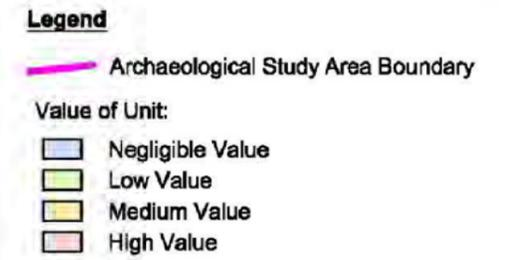 Legend
Archaeological Study Area Boundary
Value of Unit:
Negligible Value
Low Value
Medium Value
High Value